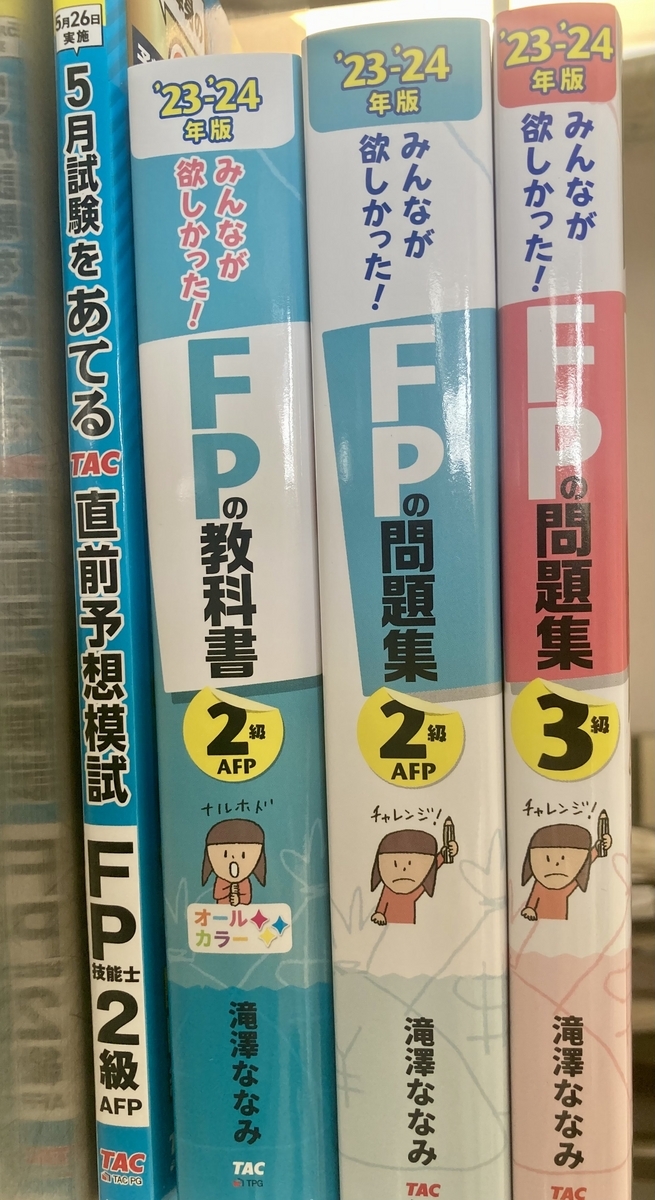 5月26日
実施
5月試験をあてる
TAC
直前予想模試
FP
技能士
2級
AFP
TAC
TAC PG
'23-'24
年版
みんなが
欲しかった!
FPの教科書
2級
AFP
ナルホド
オール
カラー
滝澤ななみ
TAC
TPG
'23-'24
年版
みんなが
欲しかった!
FPの問題集
2級
AFP
チャレンジ!
滝澤ななみ
TAC
'23-'24
年版
みんなが
欲しかった!
FPの問題集
3級
チャレンジ!
滝澤ななみ
TAC